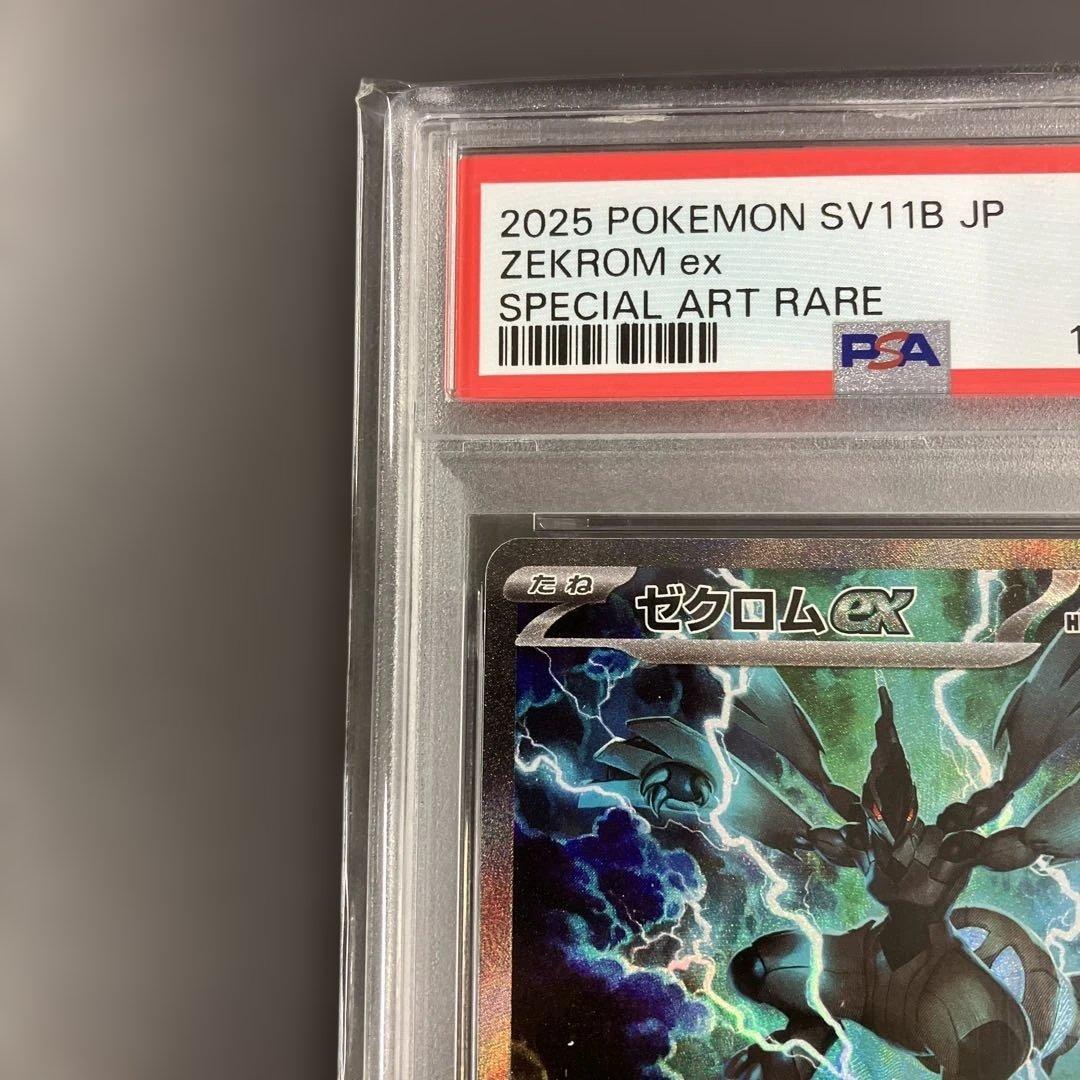 2025 POKEMON SV11B JP
ZEKROM ex
SPECIAL ART RARE
PSA
たね
ゼクロムex